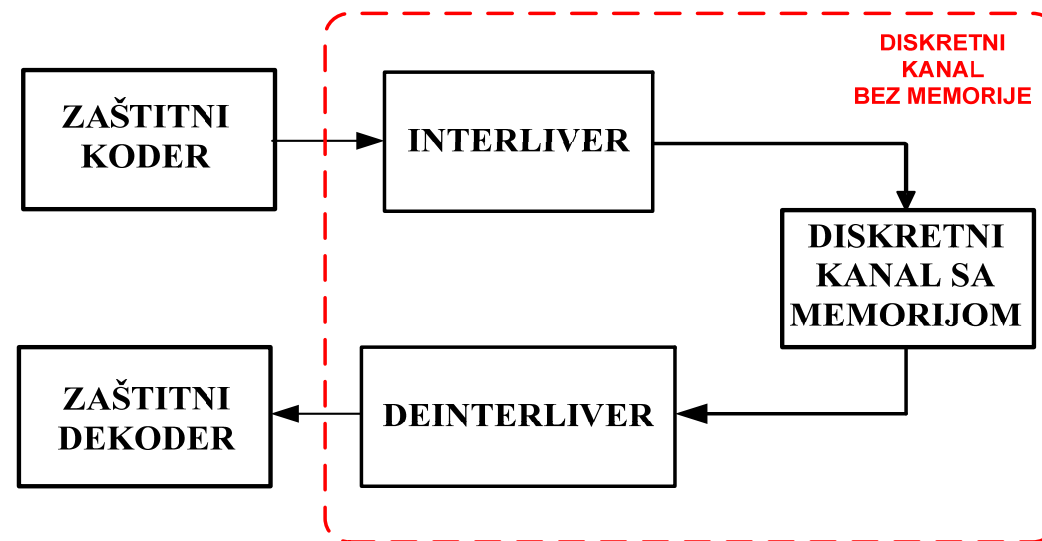 DISKRETNI
KANAL
BEZ MEMORIJE
ZAŠTITNI
KODER
INTERLIVER
DISKRETNI
KANAL SA
MEMORIJOM
ZAŠTITNI
DEKODER
DEINTERLIVER